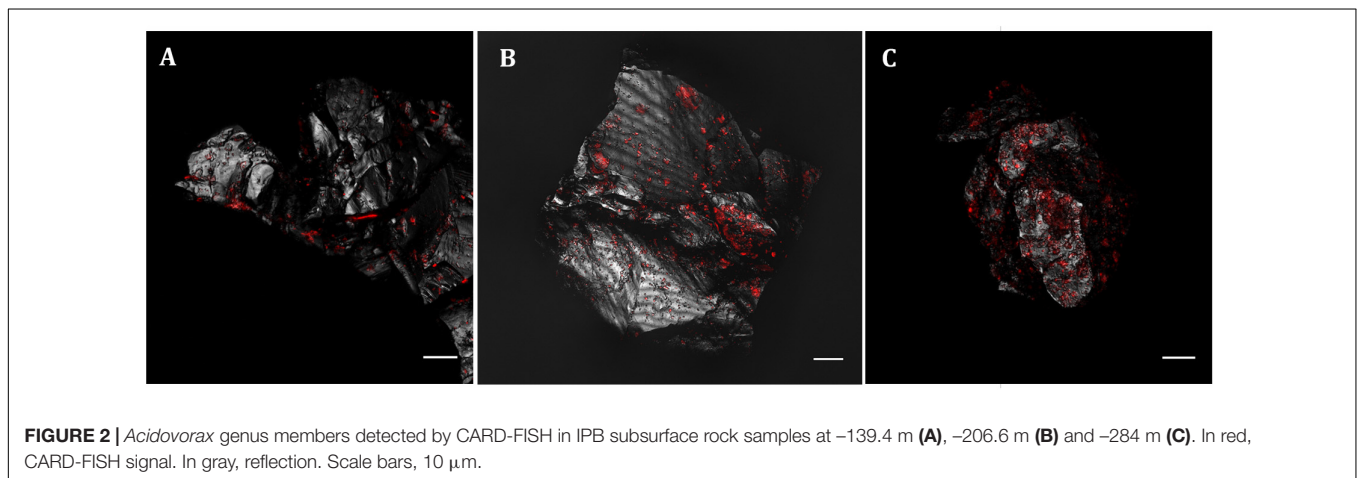 A
B
C
FIGURE 2 | Acidovorax genus members detected by CARD-FISH in IPB subsurface rock samples at –139.4 m (A), –206.6 m (B) and –284 m (C). In red,
CARD-FISH signal. In gray, reflection. Scale bars, 10 μm.